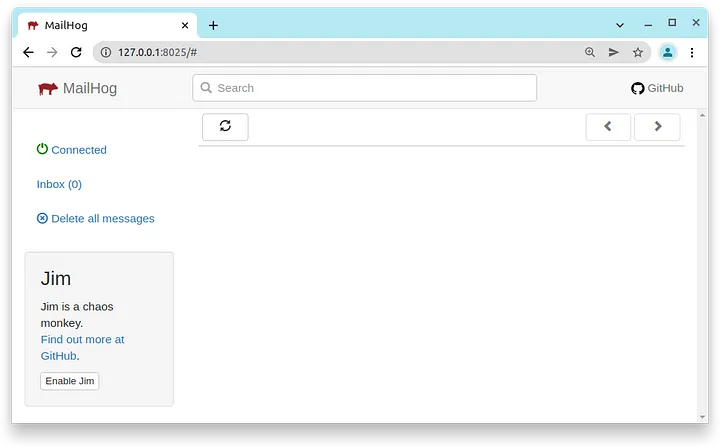 MailHog
127.0.0.1:8025/#
MailHog
Search
GitHub
Connected
Inbox (0)
Delete all messages
Jim
Jim is a chaos
monkey.
Find out more at
GitHub.
Enable Jim